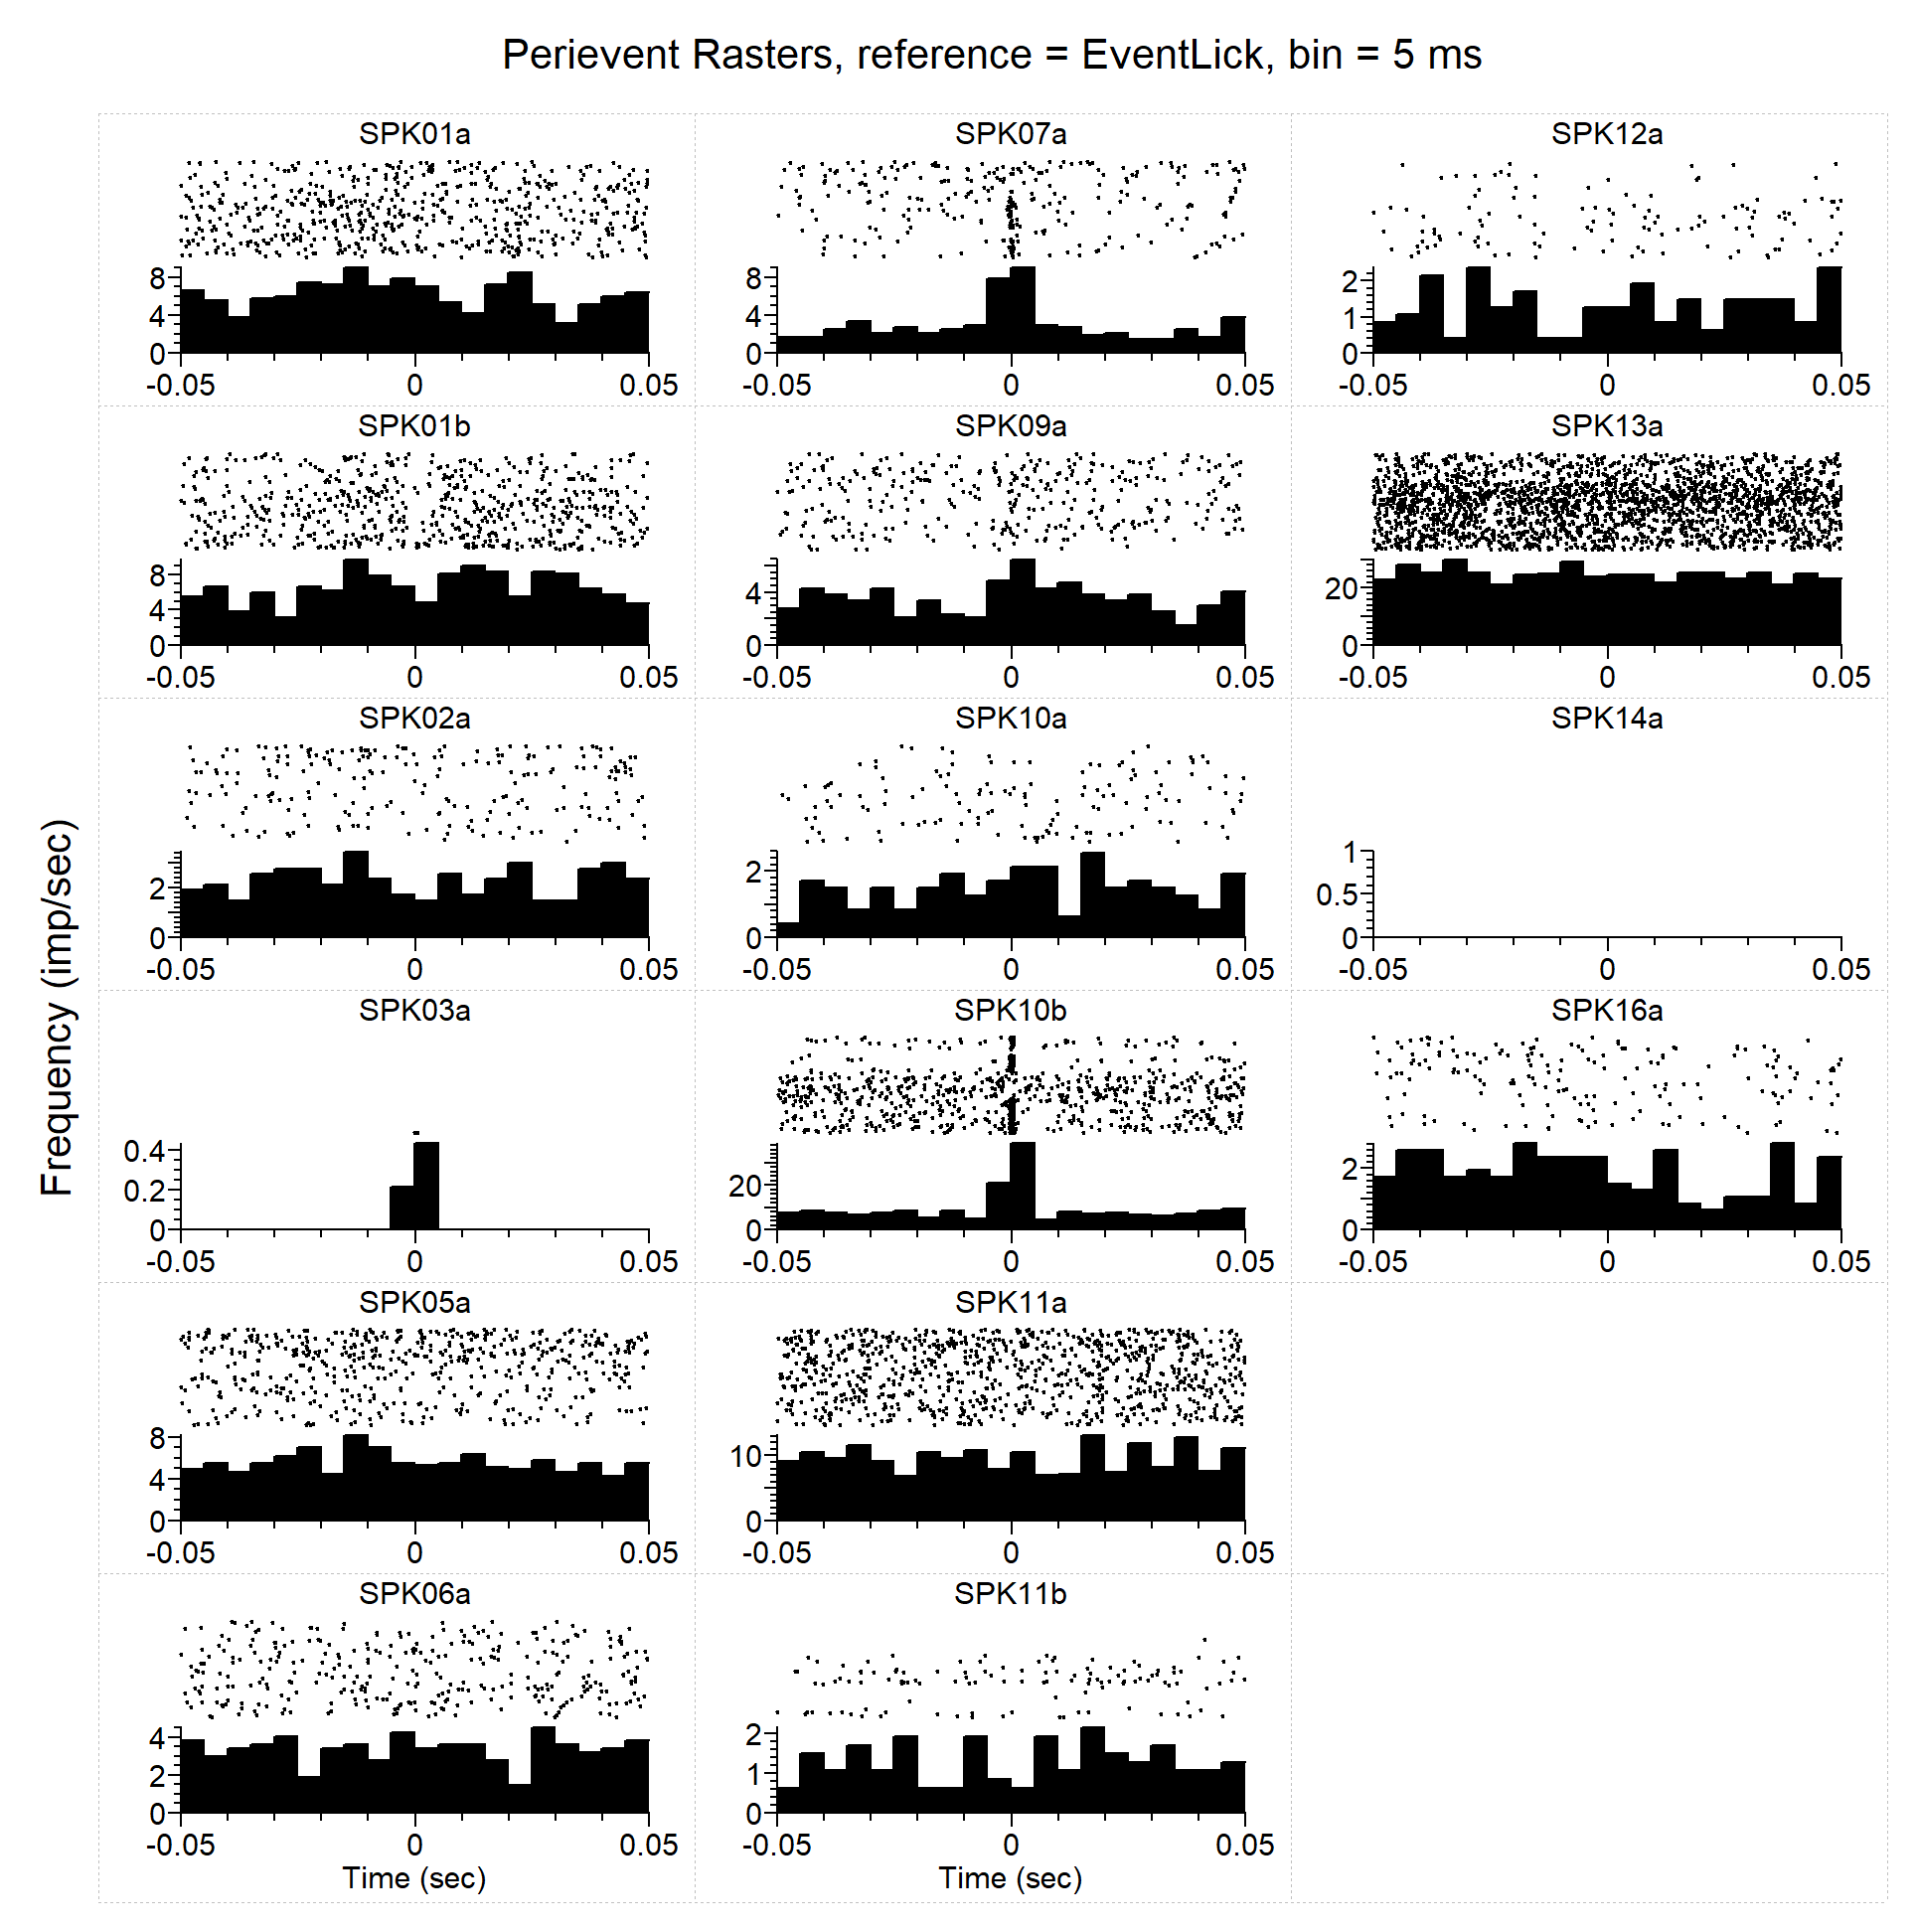 Perievent Rasters, reference = EventLick, bin = 5 ms
Frequency (imp/sec)
SPK01a
8
4
0
-0.05 0 0.05
SPK07a
8
4
0
-0.05 0 0.05
SPK12a
2
1
0
-0.05 0 0.05
SPK01b
8
4
0
-0.05 0 0.05
SPK09a
4
0
-0.05 0 0.05
SPK13a
20
0
-0.05 0 0.05
SPK02a
2
0
-0.05 0 0.05
SPK10a
2
0
-0.05 0 0.05
SPK14a
1
0.5
0
-0.05 0 0.05
SPK03a
0.4
0.2
0
-0.05 0 0.05
SPK10b
20
0
-0.05 0 0.05
SPK16a
2
0
-0.05 0 0.05
SPK05a
8
4
0
-0.05 0 0.05
SPK11a
10
0
-0.05 0 0.05
SPK06a
4
2
0
-0.05 0 0.05
Time (sec)
SPK11b
2
1
0
-0.05 0 0.05
Time (sec)